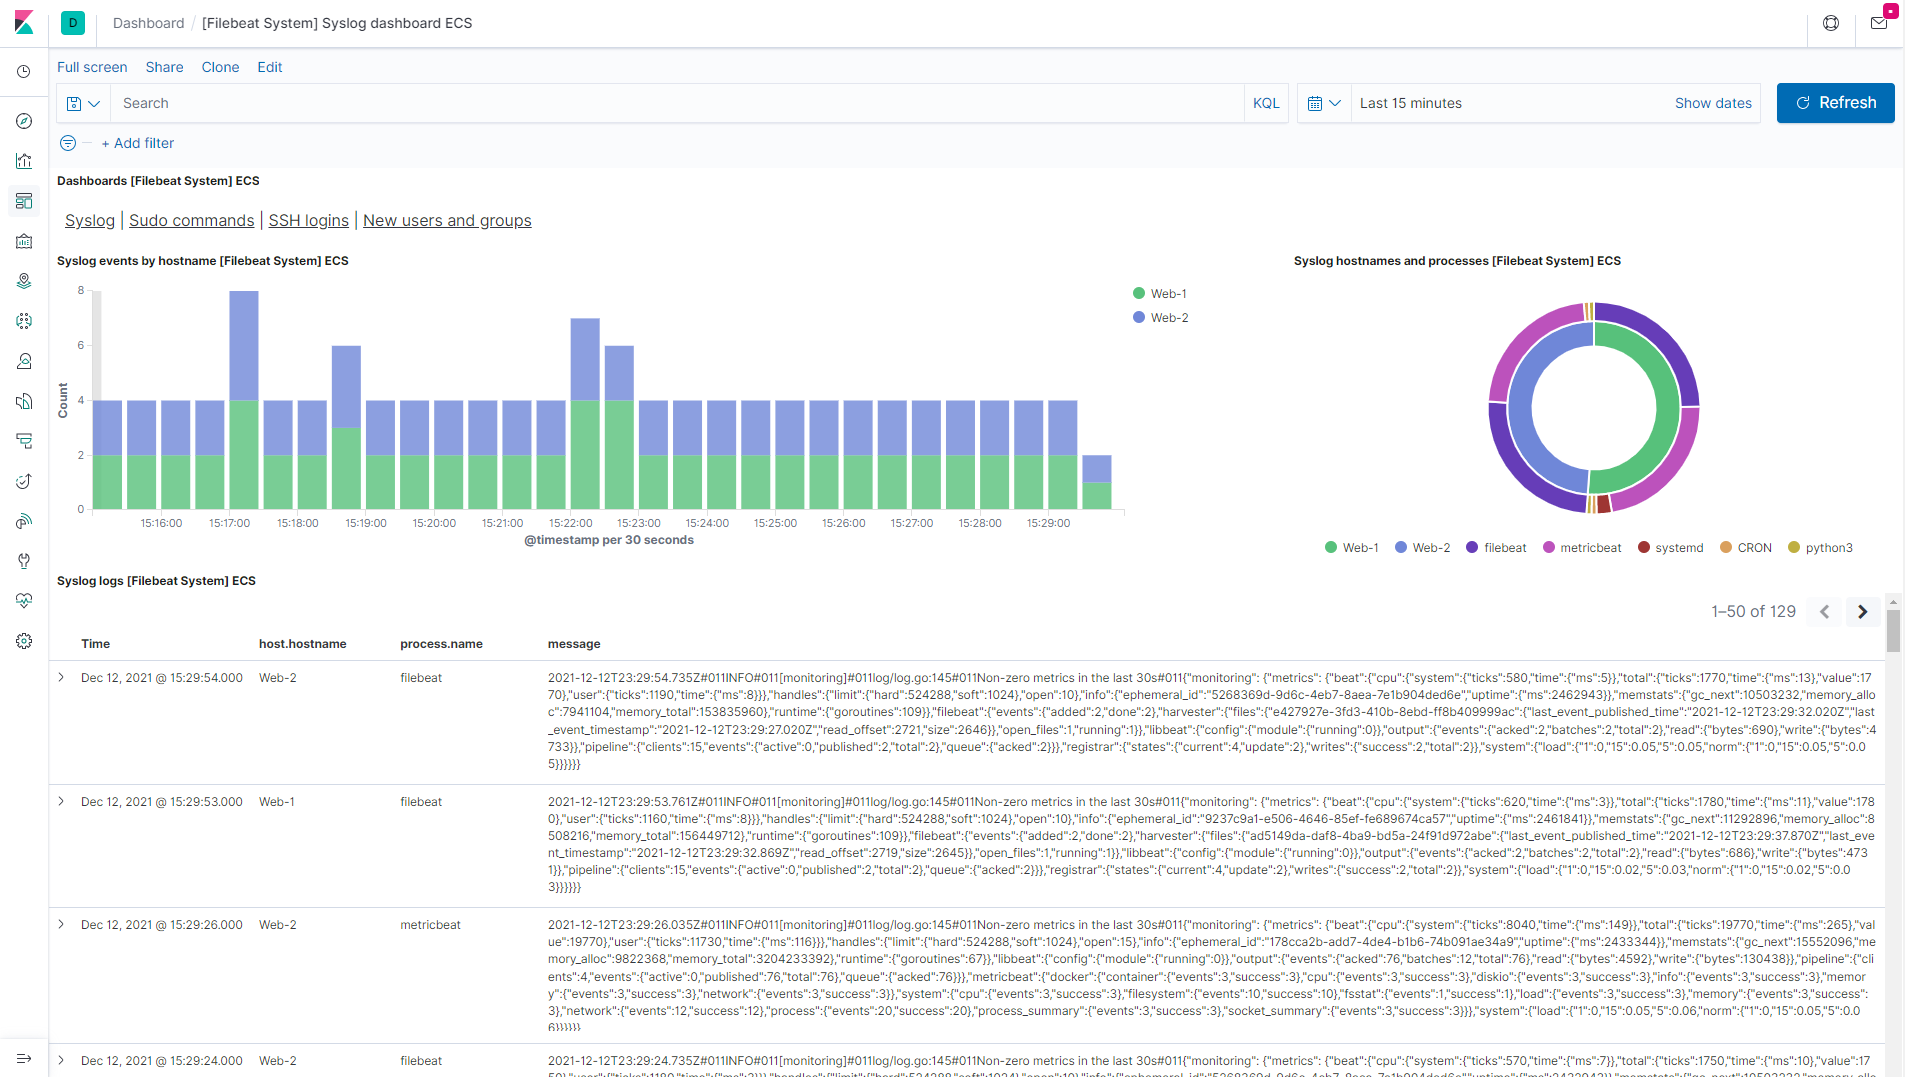 D Dashboard / [Filebeat System] Syslog dashboard ECS
Full screen Share Clone Edit
Search KQL Last 15 minutes Show dates Refresh
+ Add filter
Dashboards [Filebeat System] ECS
Syslog | Sudo commands | SSH logins | New users and groups
Syslog events by hostname [Filebeat System] ECS
8
6
4
2
0
Count
15:16:00 15:17:00 15:18:00 15:19:00 15:20:00 15:21:00 15:22:00 15:23:00 15:24:00 15:25:00 15:26:00 15:27:00 15:28:00 15:29:00
@timestamp per 30 seconds
Web-1
Web-2
Syslog hostnames and processes [Filebeat System] ECS
Web-1 Web-2 filebeat metricbeat systemd CRON python3
Syslog logs [Filebeat System] ECS
1–50 of 129
Time host.hostname process.name message
Dec 12, 2021 @ 15:29:54.000 Web-2 filebeat 2021-12-12T23:29:54.735Z#011INFO#011[monitoring]#011log/log.go:145#011Non-zero metrics in the last 30s#011{"monitoring": {"metrics": {"beat":{"cpu":{"system":{"ticks":580,"time":{"ms":5}},"total":{"ticks":1770,"time":{"ms":13},"value":17
70},"user":{"ticks":1190,"time":{"ms":8}}},"handles":{"limit":{"hard":524288,"soft":1024},"open":10},"info":{"ephemeral_id":"5268369d-9d6c-4eb7-8aea-7e1b904ded6e","uptime":{"ms":2462943}},"memstats":{"gc_next":10503232,"memory_allo
c":7941104,"memory_total":153835960},"runtime":{"goroutines":109}},"filebeat":{"events":{"added":2,"done":2},"harvester":{"files":{"e427927e-3fd3-410b-8ebd-ff8b409999ac":{"last_event_published_time":"2021-12-12T23:29:32.020Z","last
_event_timestamp":"2021-12-12T23:29:27.020Z","read_offset":2721,"size":2646}},"open_files":1,"running":1}},"libbeat":{"config":{"module":{"running":0}},"output":{"events":{"acked":2,"batches":2,"total":2},"read":{"bytes":690},"write":{"bytes":4
733}},"pipeline":{"clients":15,"events":{"active":0,"published":2,"total":2},"queue":{"acked":2}}},"registrar":{"states":{"current":4,"update":2},"writes":{"success":2,"total":2}},"system":{"load":{"1":0,"15":0.05,"5":0.05,"norm":{"1":0,"15":0.05,"5":0.0
5}}}}}}
Dec 12, 2021 @ 15:29:53.000 Web-1 filebeat 2021-12-12T23:29:53.761Z#011INFO#011[monitoring]#011log/log.go:145#011Non-zero metrics in the last 30s#011{"monitoring": {"metrics": {"beat":{"cpu":{"system":{"ticks":620,"time":{"ms":3}},"total":{"ticks":1780,"time":{"ms":11},"value":178
0},"user":{"ticks":1160,"time":{"ms":8}}},"handles":{"limit":{"hard":524288,"soft":1024},"open":10},"info":{"ephemeral_id":"9237c9a1-e506-4646-85ef-fe689674ca57","uptime":{"ms":2461841}},"memstats":{"gc_next":11292896,"memory_alloc":8
508216,"memory_total":156449712},"runtime":{"goroutines":109}},"filebeat":{"events":{"added":2,"done":2},"harvester":{"files":{"ad5149da-daf8-4ba9-bd5a-24f91d972abe":{"last_event_published_time":"2021-12-12T23:29:37.870Z","last_eve
nt_timestamp":"2021-12-12T23:29:32.869Z","read_offset":2719,"size":2645}},"open_files":1,"running":1}},"libbeat":{"config":{"module":{"running":0}},"output":{"events":{"acked":2,"batches":2,"total":2},"read":{"bytes":686},"write":{"bytes":473
1}},"pipeline":{"clients":15,"events":{"active":0,"published":2,"total":2},"queue":{"acked":2}}},"registrar":{"states":{"current":4,"update":2},"writes":{"success":2,"total":2}},"system":{"load":{"1":0,"15":0.02,"5":0.03,"norm":{"1":0,"15":0.02,"5":0.0
3}}}}}}
Dec 12, 2021 @ 15:29:26.000 Web-2 metricbeat 2021-12-12T23:29:26.035Z#011INFO#011[monitoring]#011log/log.go:145#011Non-zero metrics in the last 30s#011{"monitoring": {"metrics": {"beat":{"cpu":{"system":{"ticks":8040,"time":{"ms":149}},"total":{"ticks":19770,"time":{"ms":265},"val
ue":19770},"user":{"ticks":11730,"time":{"ms":116}}},"handles":{"limit":{"hard":524288,"soft":1024},"open":15},"info":{"ephemeral_id":"178cca2b-add7-4de4-b1b6-74b091ae34a9","uptime":{"ms":2433344}},"memstats":{"gc_next":15552096,"me
mory_alloc":9822368,"memory_total":3204233392},"runtime":{"goroutines":67}},"libbeat":{"config":{"module":{"running":0}},"output":{"events":{"acked":76,"batches":12,"total":76},"read":{"bytes":4592},"write":{"bytes":130438}},"pipeline":{"cli
ents":4,"events":{"active":0,"published":76,"total":76},"queue":{"acked":76}}},"metricbeat":{"docker":{"container":{"events":3,"success":3},"cpu":{"events":3,"success":3},"diskio":{"events":3,"success":3},"info":{"events":3,"success":3},"memor
y":{"events":3,"success":3},"network":{"events":3,"success":3}},"system":{"cpu":{"events":3,"success":3},"filesystem":{"events":10,"success":10},"fsstat":{"events":1,"success":1},"load":{"events":3,"success":3},"memory":{"events":3,"success":
3},"network":{"events":12,"success":12},"process":{"events":20,"success":20},"process_summary":{"events":3,"success":3},"socket_summary":{"events":3,"success":3}}},"system":{"load":{"1":0,"15":0.05,"5":0.06,"norm":{"1":0,"15":0.05,"5":0.0
6}}}}}}
Dec 12, 2021 @ 15:29:24.000 Web-2 filebeat 2021-12-12T23:29:24.735Z#011INFO#011[monitoring]#011log/log.go:145#011Non-zero metrics in the last 30s#011{"monitoring": {"metrics": {"beat":{"cpu":{"system":{"ticks":570,"time":{"ms":7}},"total":{"ticks":1750,"time":{"ms":10},"value":17